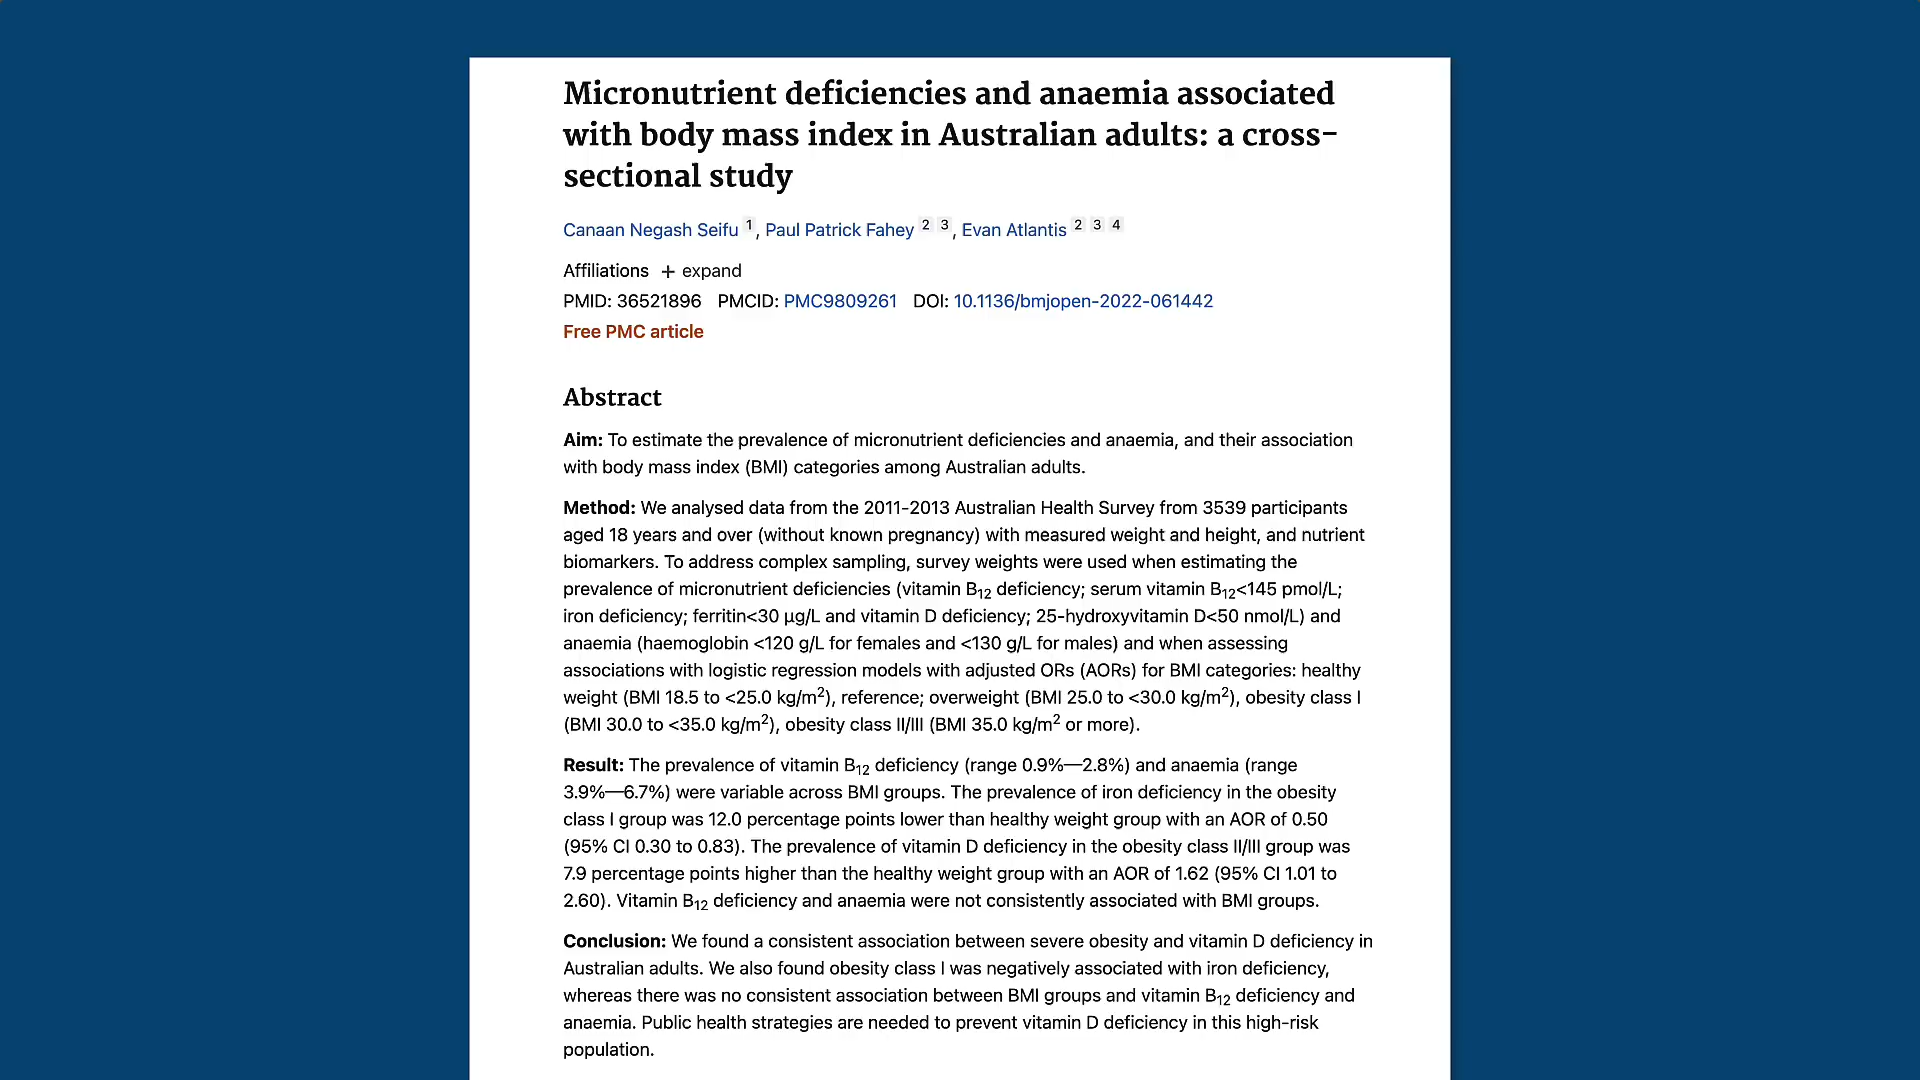 Micronutrient deficiencies and anaemia associated
with body mass index in Australian adults: a cross-
sectional study
Canaan Negash Seifu 1, Paul Patrick Fahey 2 3, Evan Atlantis 2 3 4
Affiliations + expand
PMID: 36521896 PMCID: PMC9809261 DOI: 10.1136/bmjopen-2022-061442
Free PMC article
Abstract
Aim: To estimate the prevalence of micronutrient deficiencies and anaemia, and their association
with body mass index (BMI) categories among Australian adults.
Method: We analysed data from the 2011-2013 Australian Health Survey from 3539 participants
aged 18 years and over (without known pregnancy) with measured weight and height, and nutrient
biomarkers. To address complex sampling, survey weights were used when estimating the
prevalence of micronutrient deficiencies (vitamin B12 deficiency; serum vitamin B12<145 pmol/L;
iron deficiency; ferritin<30 µg/L and vitamin D deficiency; 25-hydroxyvitamin D<50 nmol/L) and
anaemia (haemoglobin <120 g/L for females and <130 g/L for males) and when assessing
associations with logistic regression models with adjusted ORs (AORs) for BMI categories: healthy
weight (BMI 18.5 to <25.0 kg/m2), reference; overweight (BMI 25.0 to <30.0 kg/m2), obesity class I
(BMI 30.0 to <35.0 kg/m2), obesity class II/III (BMI 35.0 kg/m2 or more).
Result: The prevalence of vitamin B12 deficiency (range 0.9%—2.8%) and anaemia (range
3.9%—6.7%) were variable across BMI groups. The prevalence of iron deficiency in the obesity
class I group was 12.0 percentage points lower than healthy weight group with an AOR of 0.50
(95% CI 0.30 to 0.83). The prevalence of vitamin D deficiency in the obesity class II/III group was
7.9 percentage points higher than the healthy weight group with an AOR of 1.62 (95% CI 1.01 to
2.60). Vitamin B12 deficiency and anaemia were not consistently associated with BMI groups.
Conclusion: We found a consistent association between severe obesity and vitamin D deficiency in
Australian adults. We also found obesity class I was negatively associated with iron deficiency,
whereas there was no consistent association between BMI groups and vitamin B12 deficiency and
anaemia. Public health strategies are needed to prevent vitamin D deficiency in this high-risk
population.